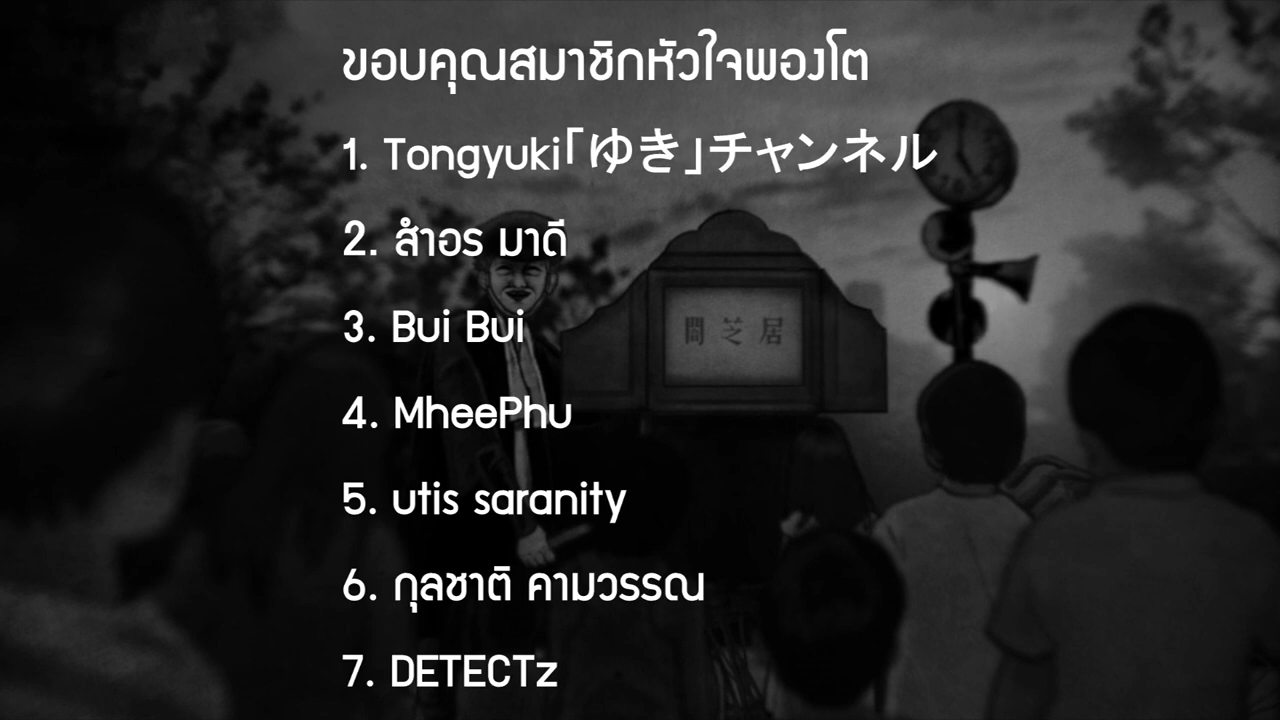 ขอบคุณสมาชิกหัวใจพองโต
1. Tongyuki「ゆき」チャンネル
2. สำอร มาดี
3. Bui Bui
闇芝居
4. MheePhu
5. utis saranity
6. กุลชาติ คามวรรณ
7. DETECTz